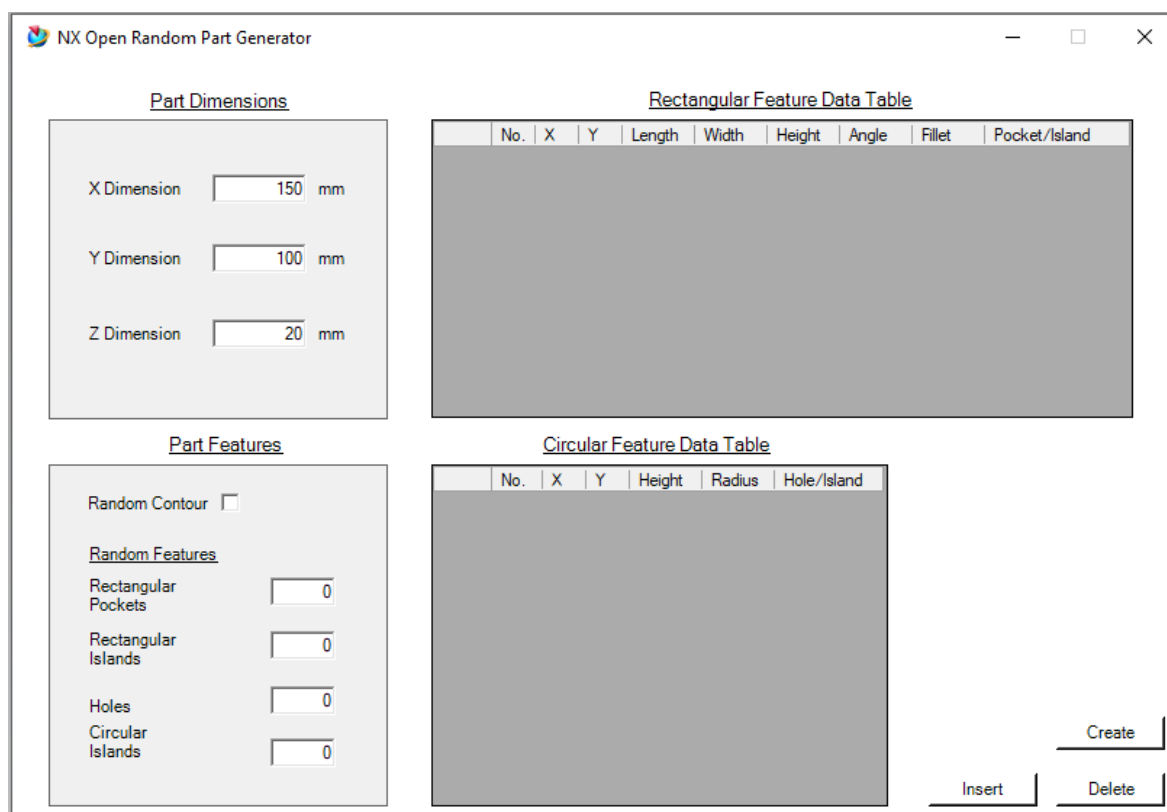 NX Open Random Part Generator
Part Dimensions
X Dimension 150 mm
Y Dimension 100 mm
Z Dimension 20 mm
Rectangular Feature Data Table
No. X Y Length Width Height Angle Fillet Pocket/Island
Part Features
Random Contour
Random Features
Rectangular
Pockets 0
Rectangular
Islands 0
Holes 0
Circular
Islands 0
Circular Feature Data Table
No. X Y Height Radius Hole/Island
Create
Insert Delete